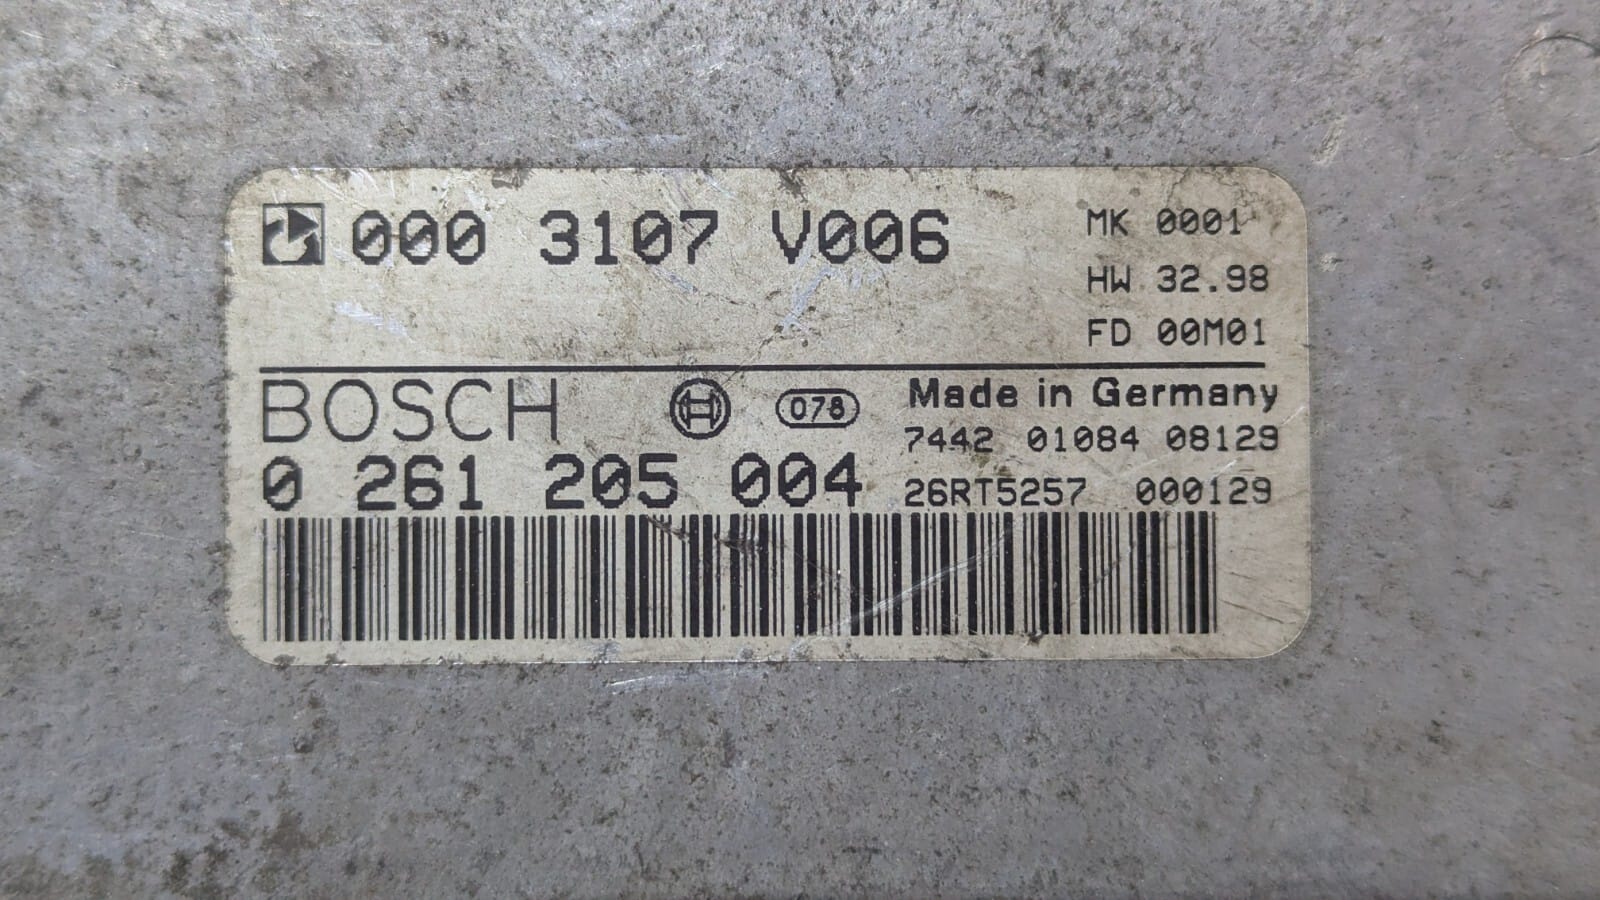 000 3107 V006
MK 0001
HW 32.98
FD 00M01
BOSCH
078
Made in Germany
7442 01084 08129
0 261 205 004
26RT5257 000129